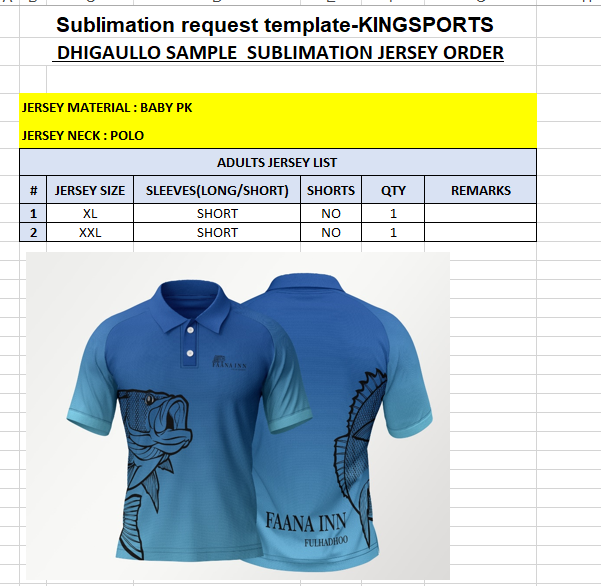 Sublimation request template-KINGSPORTS
DHIGAULLO SAMPLE SUBLIMATION JERSEY ORDER
JERSEY MATERIAL : BABY PK
JERSEY NECK : POLO
ADULTS JERSEY LIST
# JERSEY SIZE SLEEVES(LONG/SHORT) SHORTS QTY REMARKS
1 XL SHORT NO 1
2 XXL SHORT NO 1
FAANA INN
FAANA INN
FULHADHOO